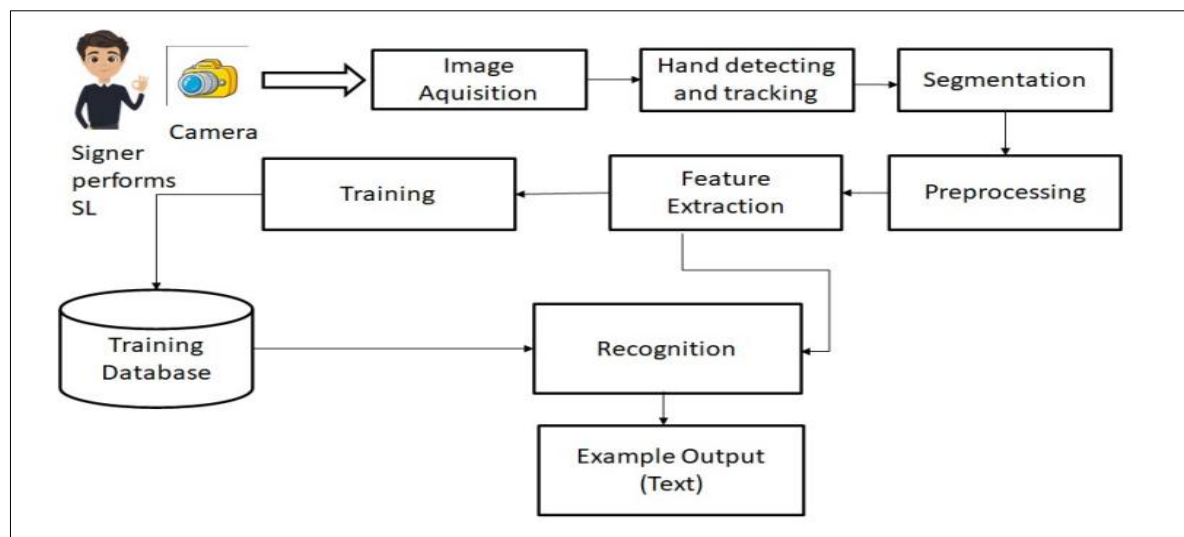 Signer
performs
SL
Camera
Image
Aquisition
Hand detecting
and tracking
Segmentation
Preprocessing
Feature
Extraction
Training
Training
Database
Recognition
Example Output
(Text)